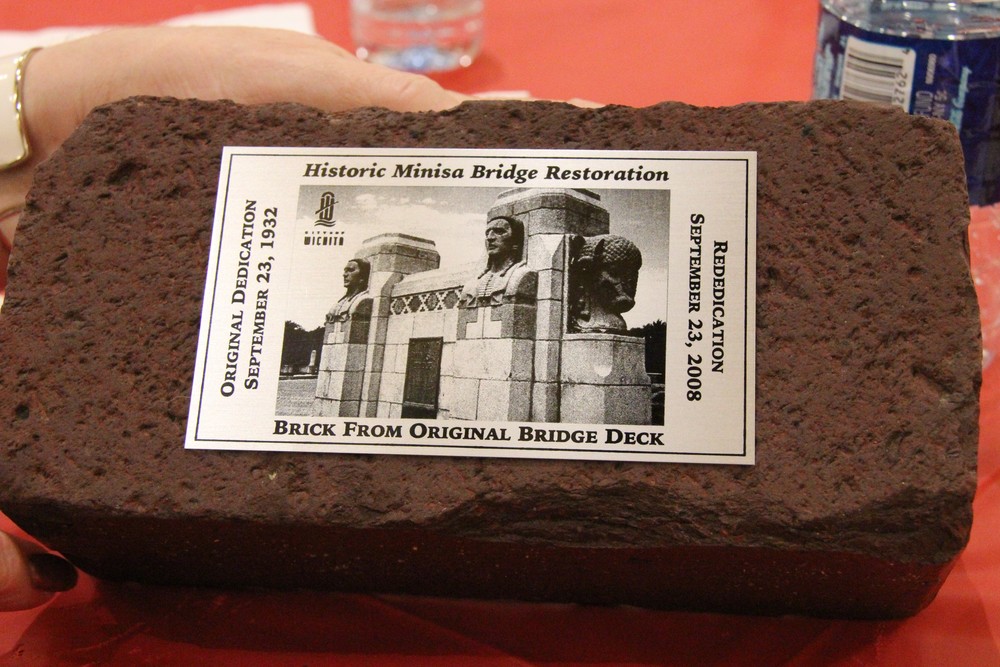 Historic Minisa Bridge Restoration
ORIGINAL DEDICATION
SEPTEMBER 23, 1932
WICHITA
REDEDICATION
SEPTEMBER 23, 2008
BRICK FROM ORIGINAL BRIDGE DECK